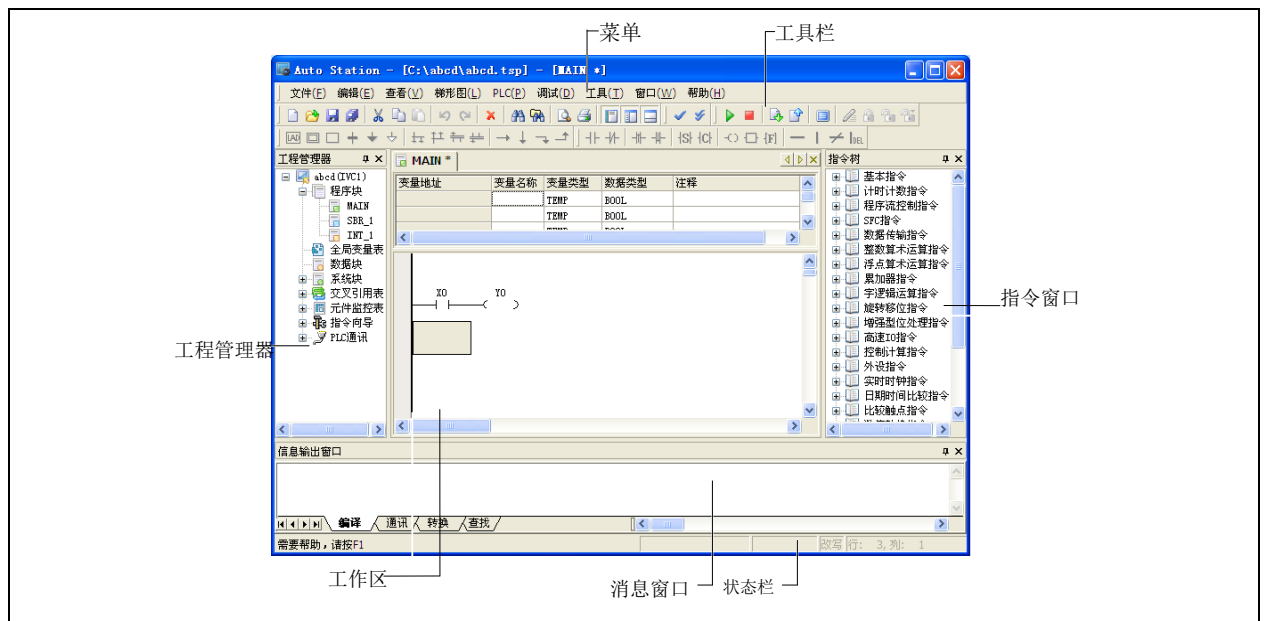 菜单
工具栏
Auto Station - [C:\abcd\abcd.tsp] - [MAIN *]
文件(F) 编辑(E) 查看(V) 梯形图(L) PLC(P) 调试(D) 工具(T) 窗口(W) 帮助(H)
工程管理器
MAIN *
指令树
abcd(IVC1)
程序块
MAIN
SBR_1
INT_1
全局变量表
数据块
系统块
交叉引用表
元件监控表
指令向导
PLC通讯
变量地址 变量名称 变量类型 数据类型 注释
TEMP BOOL
TEMP BOOL
TEMP BOOL
X0 Y0
基本指令
计时计数指令
程序流控制指令
SFC指令
数据传输指令
整数算术运算指令
浮点算术运算指令
累加器指令
字逻辑运算指令
旋转移位指令
增强型位处理指令
高速IO指令
控制计算指令
外设指令
实时时钟指令
日期时间比较指令
比较触点指令
指令窗口
工程管理器
信息输出窗口
编译 通讯 转换 查找
需要帮助，请按F1
改写 行: 3, 列: 1
工作区
消息窗口
状态栏